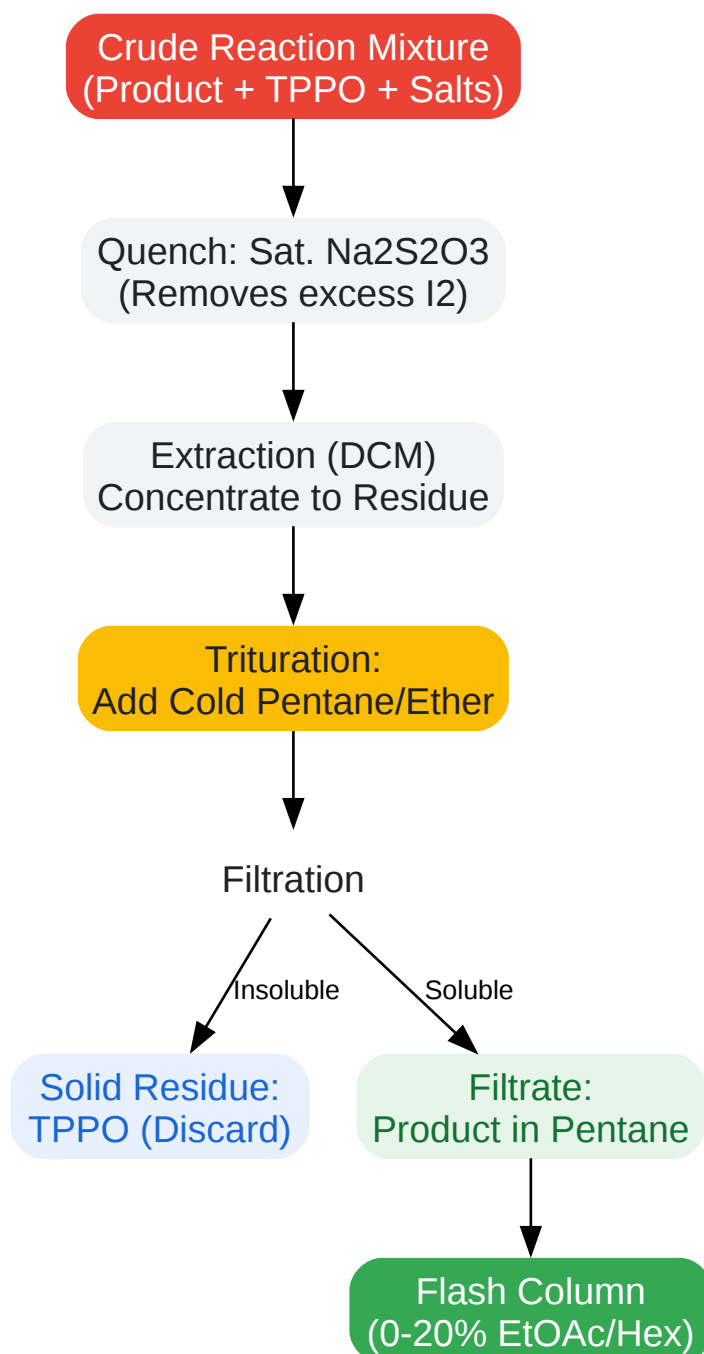 Crude Reaction Mixture
(Product + TPPO + Salts)
Quench: Sat. Na2S2O3
(Removes excess I2)
Extraction (DCM)
Concentrate to Residue
Trituration:
Add Cold Pentane/Ether
Filtration
Insoluble
Soluble
Solid Residue:
TPPO (Discard)
Filtrate:
Product in Pentane
Flash Column
(0-20% EtOAc/Hex)